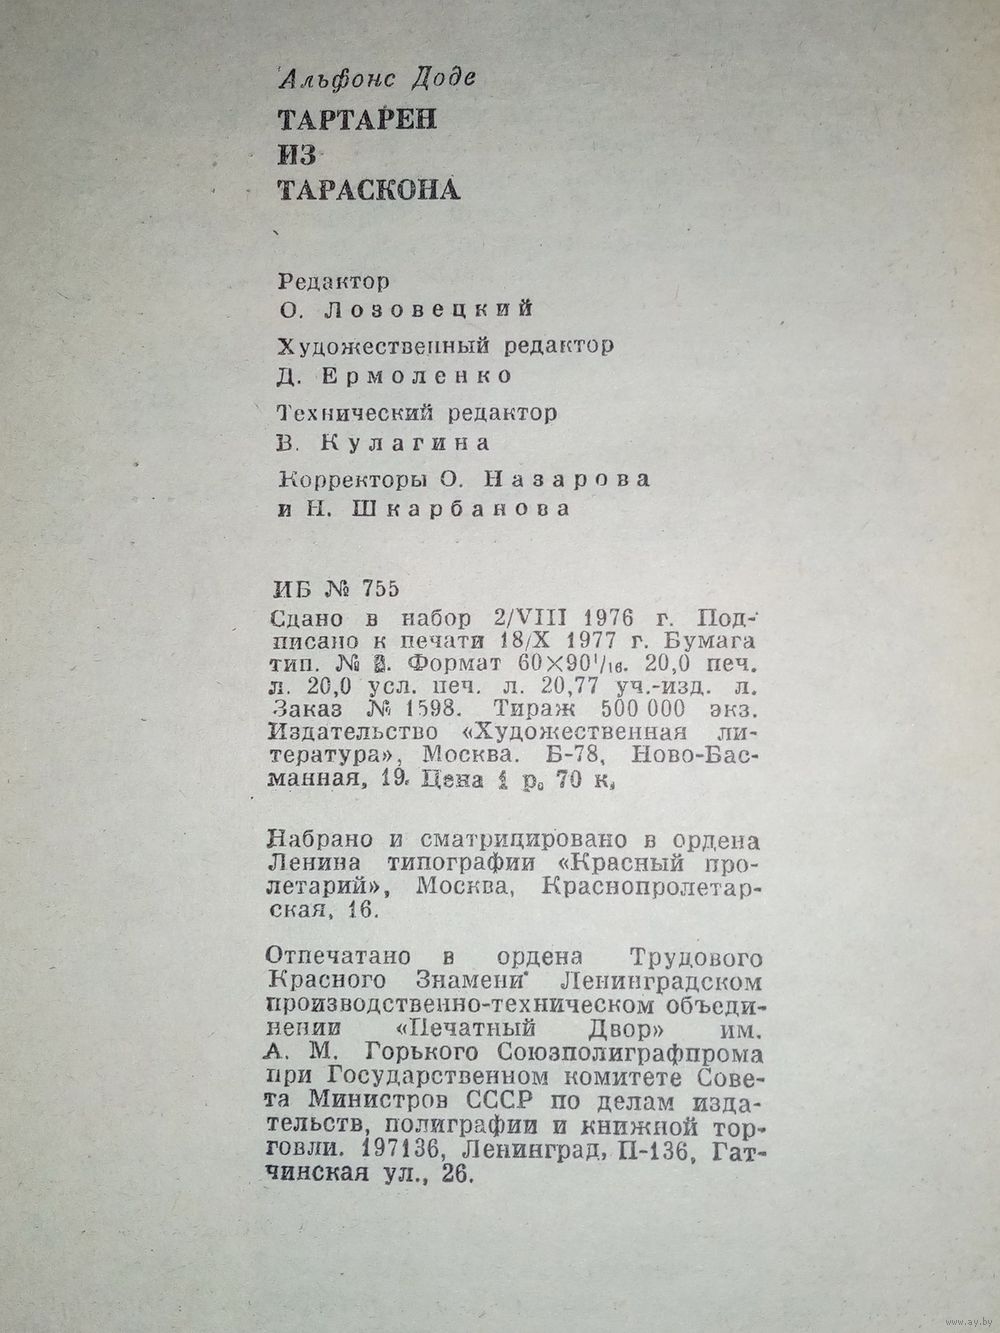 Альфонс Доде
ТАРТАРЕН
ИЗ
ТАРАСКОНА
Редактор
О. Лозовецкий
Художественный редактор
Д. Ермоленко
Технический редактор
В. Кулагина
Корректоры О. Назарова
и Н. Шкарбанова
ИБ № 755
Сдано в набор 2/VIII 1976 г. Под-
писано к печати 18/X 1977 г. Бумага
тип. № Формат 60×90¹/₁₆. 20,0 печ.
л. 20,0 усл. печ. л. 20,77 уч.-изд. л.
Заказ № 1598. Тираж 500 000 экз.
Издательство «Художественная ли-
тература», Москва. Б-78, Ново-Бас-
манная, 19. Цена 1 р. 70 к.
Набрано и сматрицировано в ордена
Ленина типографии «Красный про-
летарий», Москва, Краснопролетар-
ская, 16.
Отпечатано в ордена Трудового
Красного Знамени Ленинградском
производственно-техническом объеди-
нении «Печатный Двор» им.
А. М. Горького Союзполиграфпрома
при Государственном комитете Сове-
та Министров СССР по делам изда-
тельств, полиграфии и книжной тор-
говли. 197136, Ленинград, П-136, Гат-
чинская ул., 26.
www.ay.by